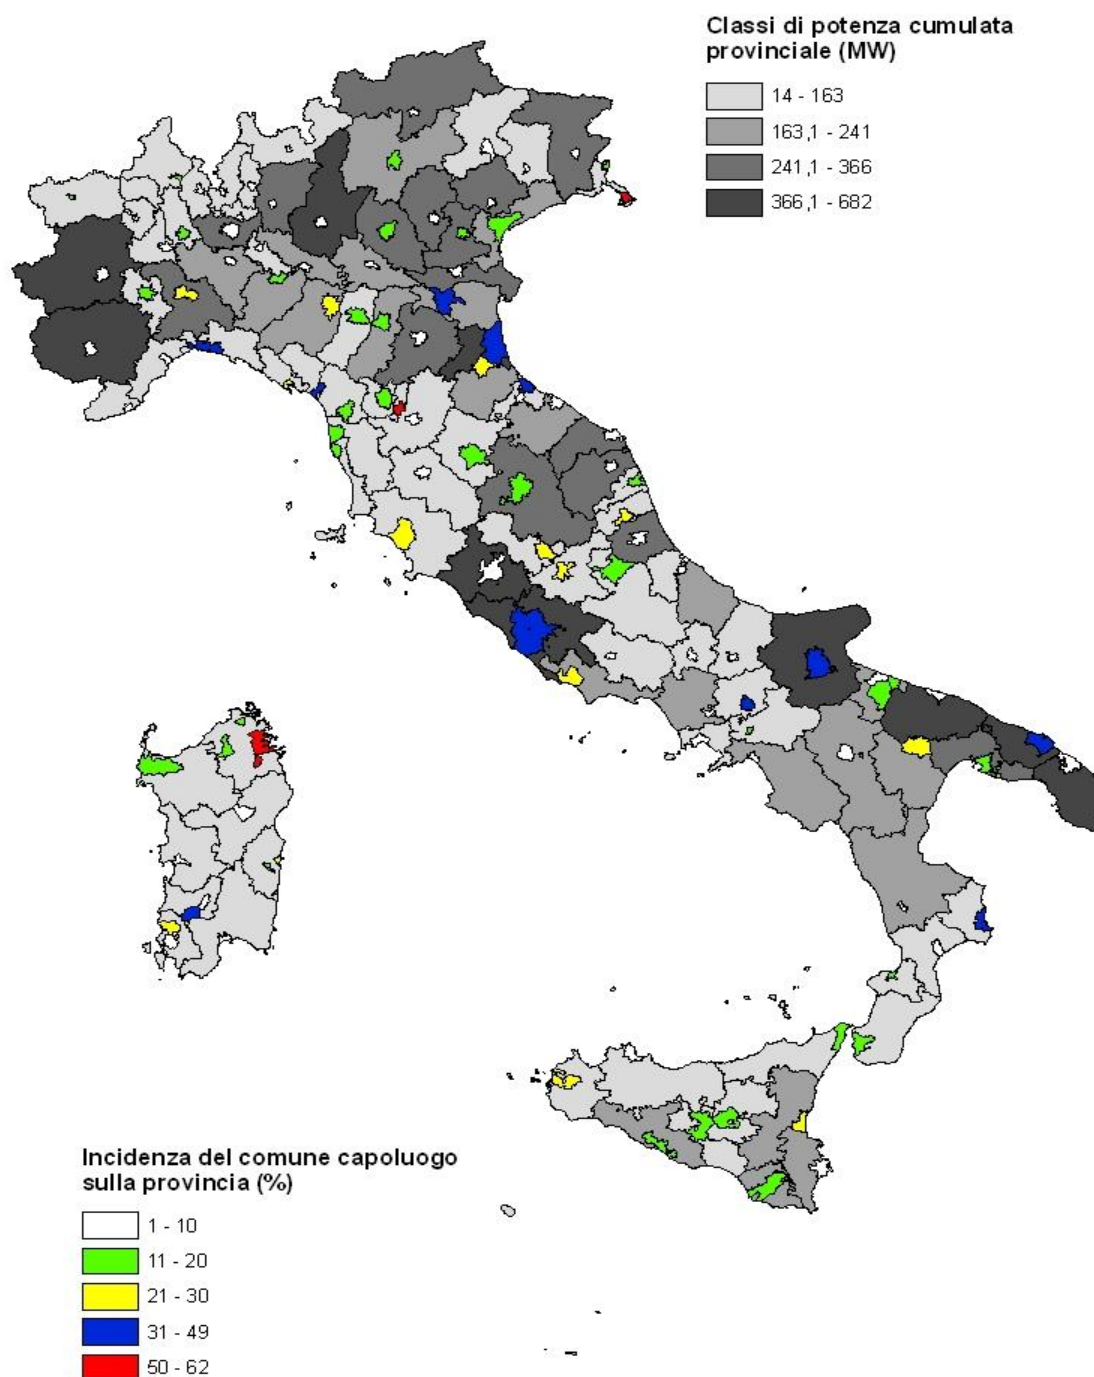 Classi di potenza cumulata
provinciale (MW)
14 - 163
163,1 - 241
241,1 - 366
366,1 - 682
Incidenza del comune capoluogo
sulla provincia (%)
1 - 10
11 - 20
21 - 30
31 - 49
50 - 62